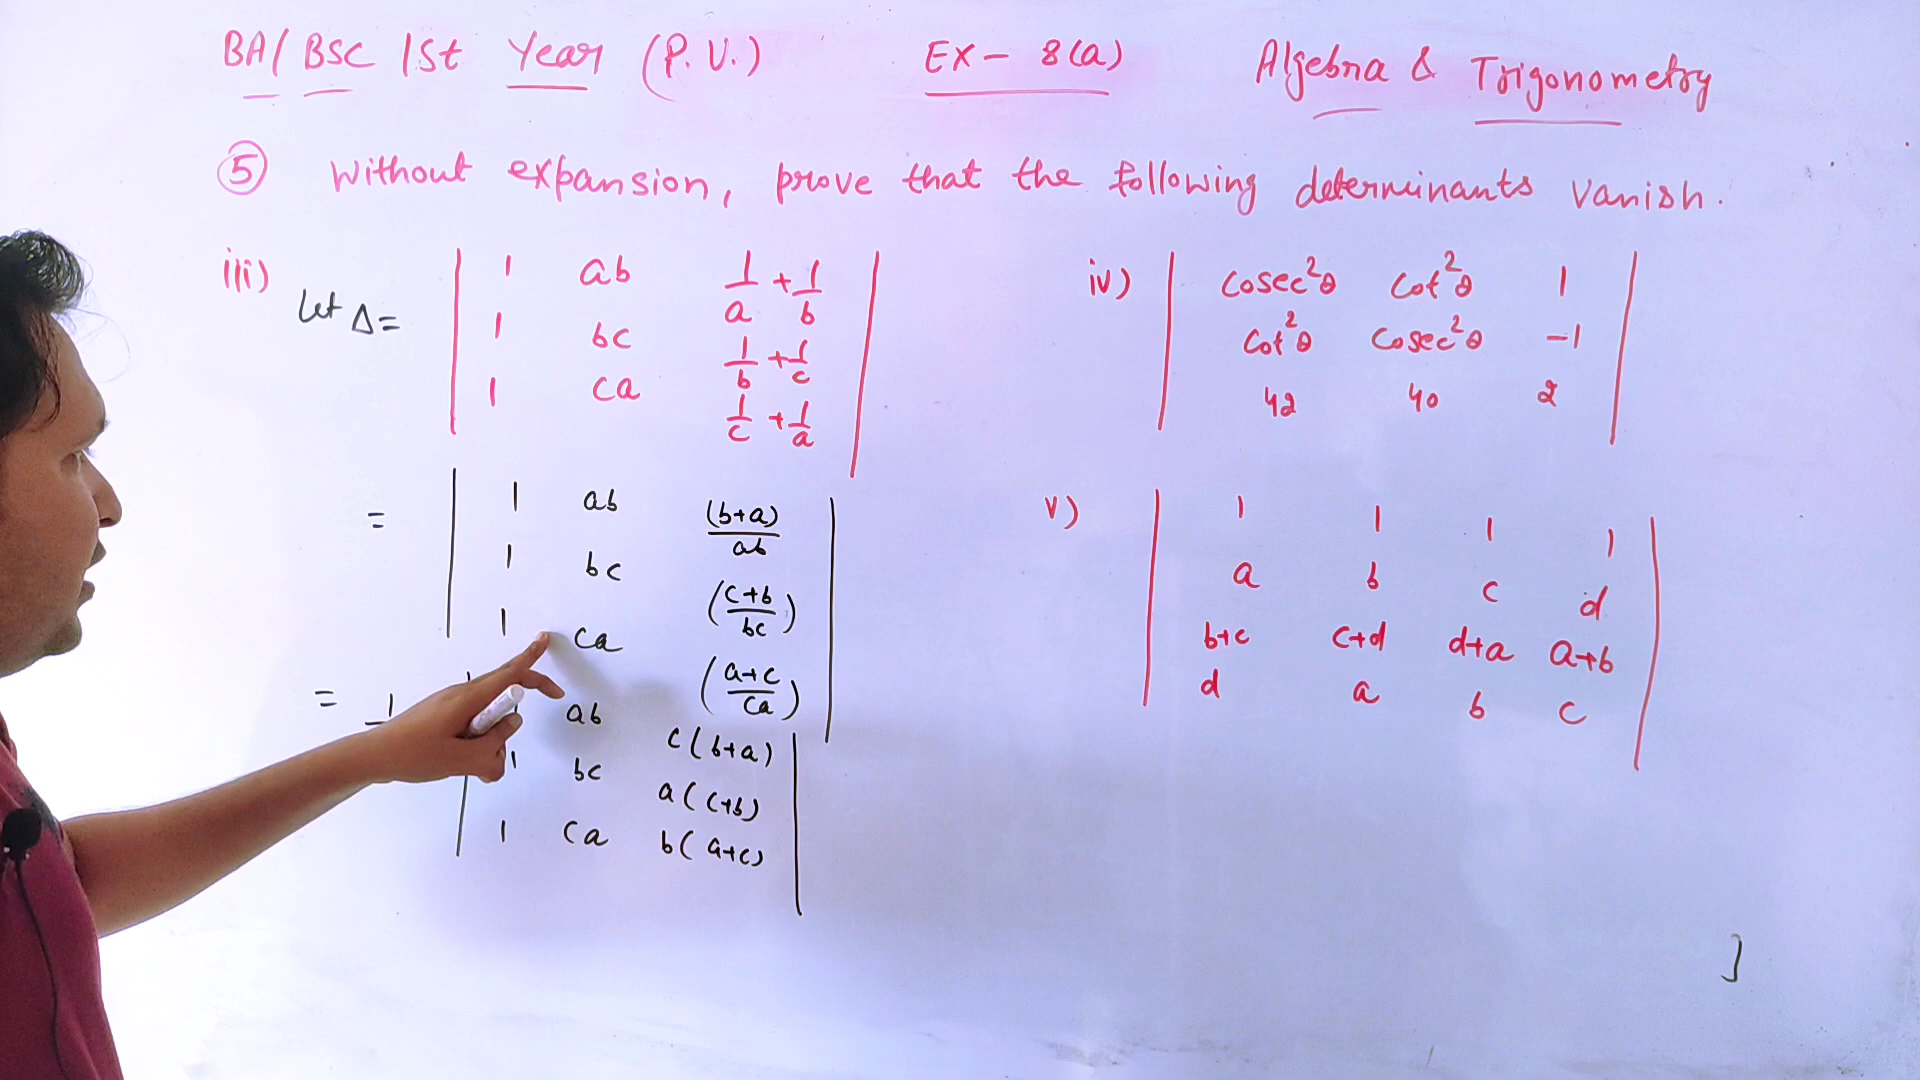 BA/ BSC 1St Year (P.U.) EX- 8(a) Algebra & Trigonometry
⑤ Without expansion, prove that the following determinants vanish.
iii) Let Δ= | 1 ab 1/a + 1/b |
1 bc 1/b + 1/c
1 ca 1/c + 1/a
= | 1 ab (b+a)/ab |
1 bc ((c+b)/bc)
1 ca ((a+c)/ca)
= 1 | ab c(b+a) |
1 bc a(c+b)
1 ca b(a+c)
iv) | cosec²θ cot²θ 1 |
cot²θ cosec²θ -1
42 40 2
v) | 1 1 1 1 |
a b c d
b+c c+d d+a a+b
d a b c
]